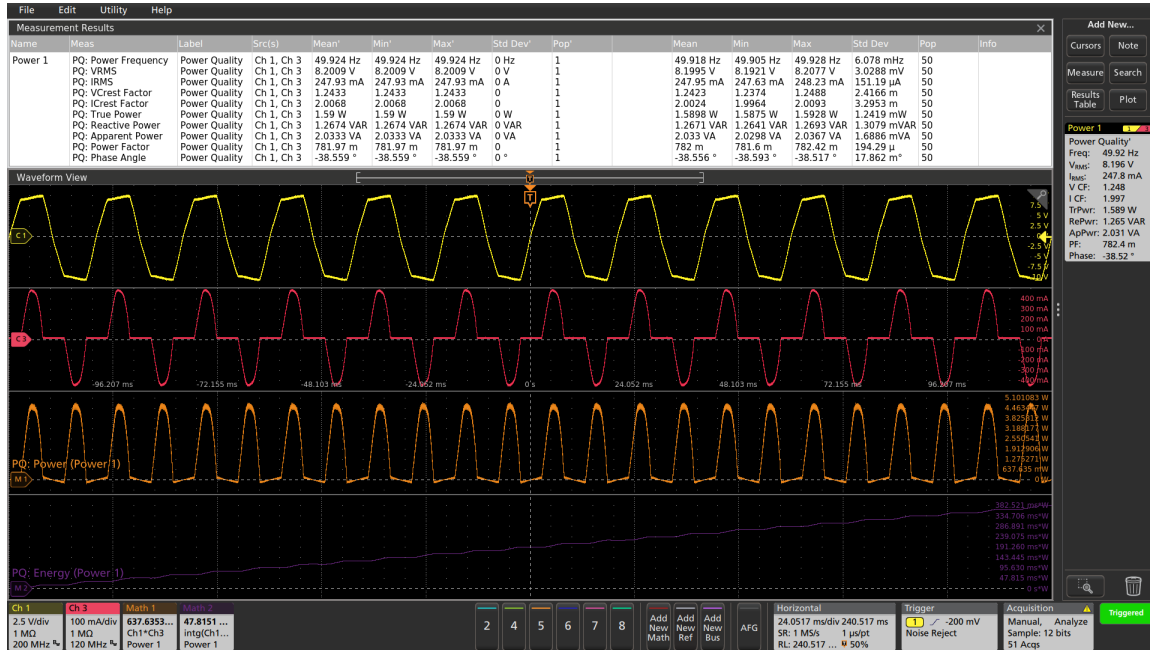 File Edit Utility Help
Measurement Results
Name Meas Label Src(s) Mean' Min' Max' Std Dev' Pop' Mean Min Max Std Dev Pop Info
Power 1 PQ: Power Frequency Power Quality Ch 1, Ch 3 49.924 Hz 49.924 Hz 49.924 Hz 0 Hz 1 49.918 Hz 49.905 Hz 49.928 Hz 6.078 mHz 50
PQ: VRMS Power Quality Ch 1, Ch 3 8.2009 V 8.2009 V 8.2009 V 0 V 1 8.1995 V 8.1921 V 8.2077 V 3.0288 mV 50
PQ: IRMS Power Quality Ch 1, Ch 3 247.93 mA 247.93 mA 247.93 mA 0 A 1 247.95 mA 247.63 mA 248.23 mA 151.19 µA 50
PQ: VCrest Factor Power Quality Ch 1, Ch 3 1.2433 1.2433 1.2433 0 1 1.2423 1.2374 1.2488 2.4166 m 50
PQ: ICrest Factor Power Quality Ch 1, Ch 3 2.0068 2.0068 2.0068 0 1 2.0024 1.9964 2.0093 3.2953 m 50
PQ: True Power Power Quality Ch 1, Ch 3 1.59 W 1.59 W 1.59 W 0 W 1 1.5898 W 1.5875 W 1.5928 W 1.2419 mW 50
PQ: Reactive Power Power Quality Ch 1, Ch 3 1.2674 VAR 1.2674 VAR 1.2674 VAR 0 VAR 1 1.2671 VAR 1.2641 VAR 1.2693 VAR 1.3079 mVAR 50
PQ: Apparent Power Power Quality Ch 1, Ch 3 2.0333 VA 2.0333 VA 2.0333 VA 0 VA 1 2.033 VA 2.0298 VA 2.0367 VA 1.6886 mVA 50
PQ: Power Factor Power Quality Ch 1, Ch 3 781.97 m 781.97 m 781.97 m 0 1 782 m 781.6 m 782.42 m 194.29 µ 50
PQ: Phase Angle Power Quality Ch 1, Ch 3 -38.559 ° -38.559 ° -38.559 ° 0 ° 1 -38.556 ° -38.593 ° -38.517 ° 17.862 m° 50
Waveform View
T
C 1
7.5
5 V
2.5 V
-2.5
-5 V
-7.5
-10 V
C 3
400 mA
300 mA
200 mA
100 mA
0 A
-100 mA
-200 mA
-300 mA
-400 mA
-96.207 ms -72.155 ms -48.103 ms -24.052 ms 0 s 24.052 ms 48.103 ms 72.155 ms 96.207 ms
5.101083 W
3.188177 W
2.550541 W
1.912906 W
1.275271 W
637.635 mW
0 W
PQ: Power (Power 1)
M 1
382.521 ms*W
334.706 ms*W
286.891 ms*W
239.075 ms*W
191.260 ms*W
143.445 ms*W
95.630 ms*W
47.815 ms*W
0 s*W
PQ: Energy (Power 1)
M 2
Add New...
Cursors Note
Measure Search
Results Table Plot
Power 1 1 3
Power Quality'
Freq: 49.92 Hz
VRMS: 8.196 V
IRMS: 247.8 mA
V CF: 1.248
I CF: 1.997
TrPwr: 1.589 W
RePwr: 1.265 VAR
ApPwr: 2.031 VA
PF: 782.4 m
Phase: -38.52 °
Ch 1
2.5 V/div
1 MΩ
200 MHz
Ch 3
100 mA/div
1 MΩ
120 MHz
Math 1
637.6353...
Ch1*Ch3
Power 1
Math 2
47.8151 ...
intg(Ch1...
Power 1
2 4 5 6 7 8
Add New Math
Add New Ref
Add New Bus
AFG
Horizontal
24.0517 ms/div 240.517 ms
SR: 1 MS/s 1 µs/pt
RL: 240.517 ... 50%
Trigger
1 -200 mV
Noise Reject
Acquisition
Manual, Analyze
Sample: 12 bits
51 Acqs
Triggered